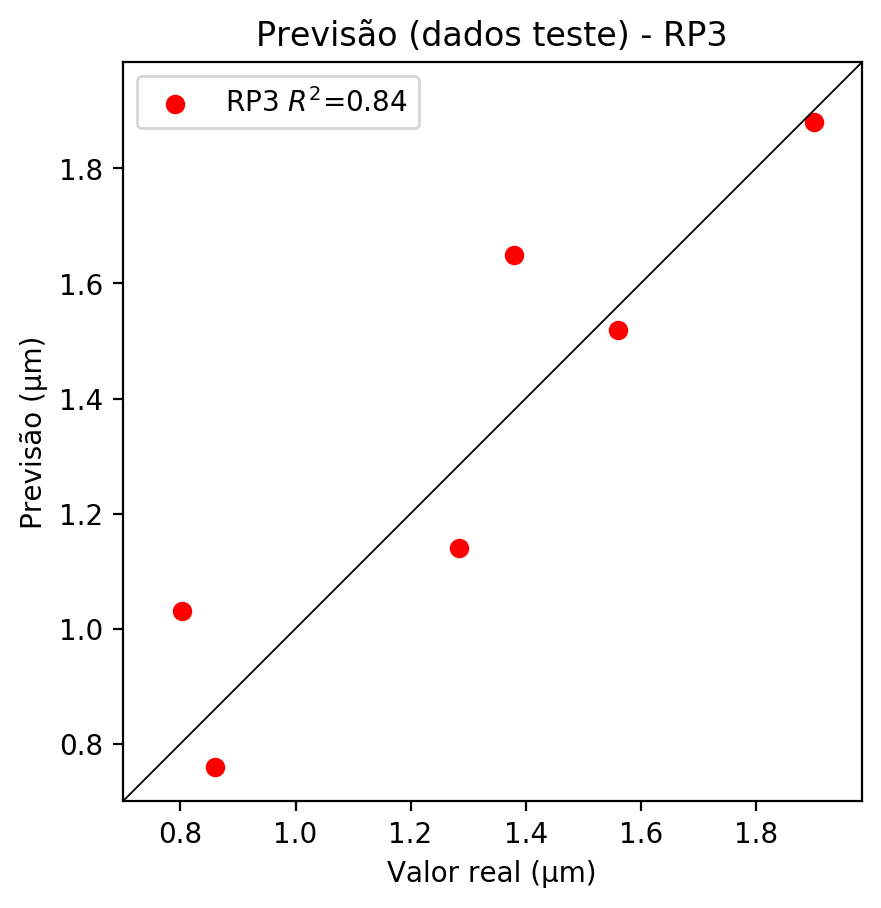 Previsão (dados teste) - RP3
RP3 R²=0.84
Previsão (µm)
1.8
1.6
1.4
1.2
1.0
0.8
0.8 1.0 1.2 1.4 1.6 1.8
Valor real (µm)